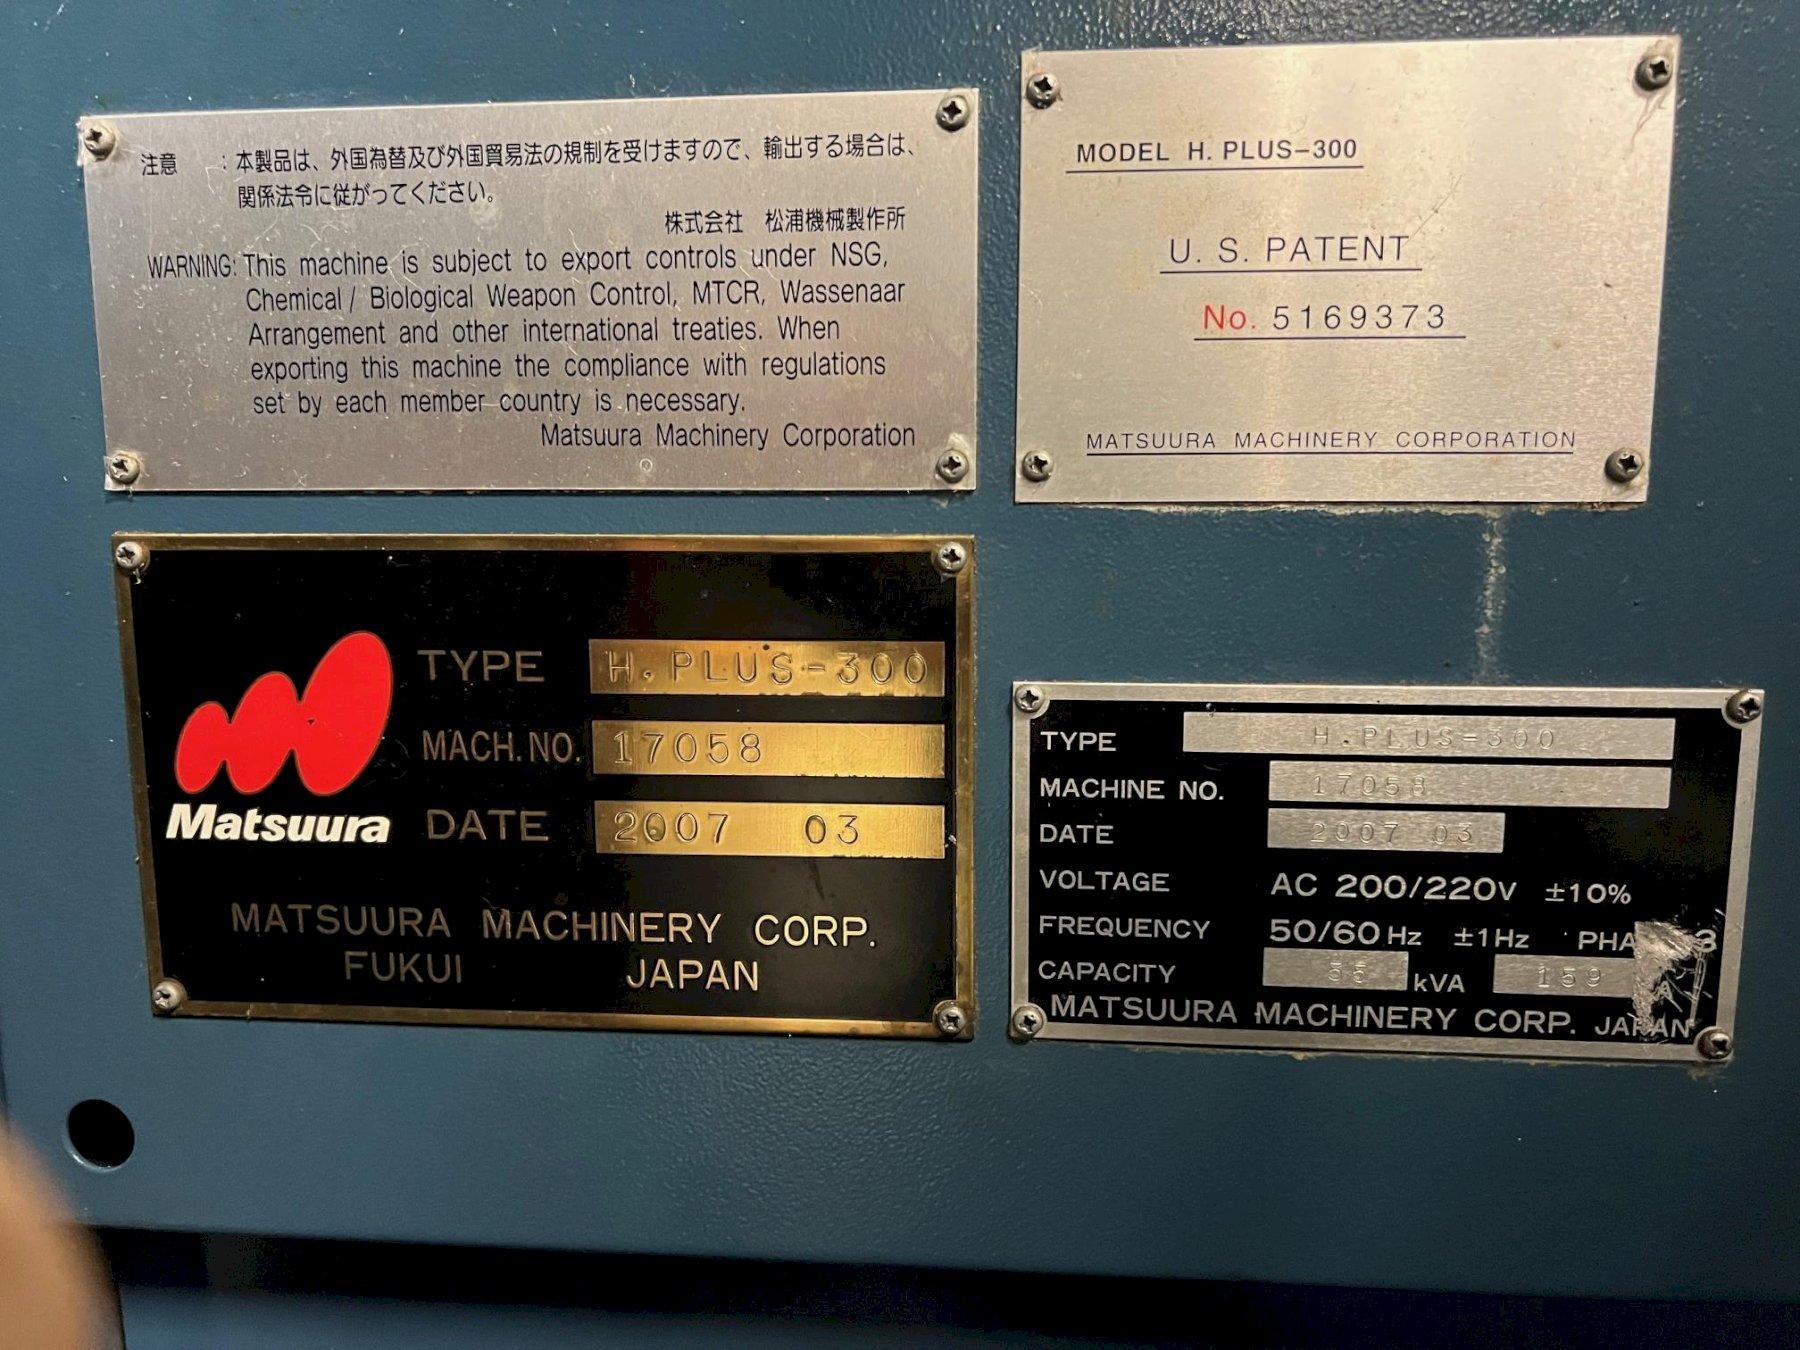 注意 : 本製品は、外国為替及び外国貿易法の規制を受けますので、輸出する場合は、
関係法令に従がってください。
株式会社 松浦機械製作所
WARNING: This machine is subject to export controls under NSG,
Chemical / Biological Weapon Control, MTCR, Wassenaar
Arrangement and other international treaties. When
exporting this machine the compliance with regulations
set by each member country is necessary.
Matsuura Machinery Corporation
MODEL H. PLUS-300
U. S. PATENT
No. 5169373
MATSUURA MACHINERY CORPORATION
Matsuura
TYPE H. PLUS-300
MACH. NO. 17058
DATE 2007 03
MATSUURA MACHINERY CORP.
FUKUI JAPAN
TYPE H. PLUS-300
MACHINE NO. 17058
DATE 2007 03
VOLTAGE AC 200/220V ±10%
FREQUENCY 50/60 Hz ±1Hz 3
CAPACITY 55 kVA 159 A
MATSUURA MACHINERY CORP. JAPAN